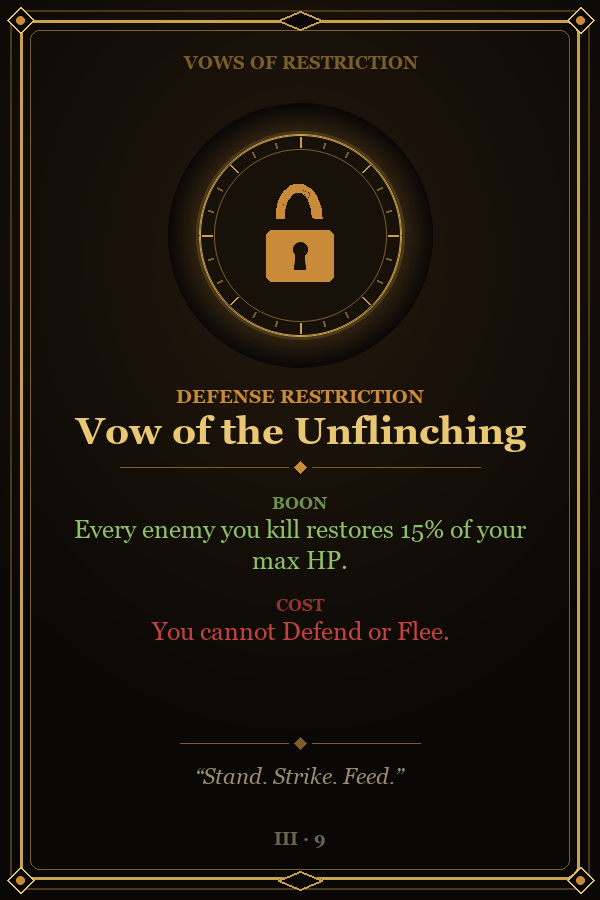 VOWS OF RESTRICTION
DEFENSE RESTRICTION
Vow of the Unflinching
BOON
Every enemy you kill restores 15% of your
max HP.
COST
You cannot Defend or Flee.
“Stand. Strike. Feed.”
III · 9